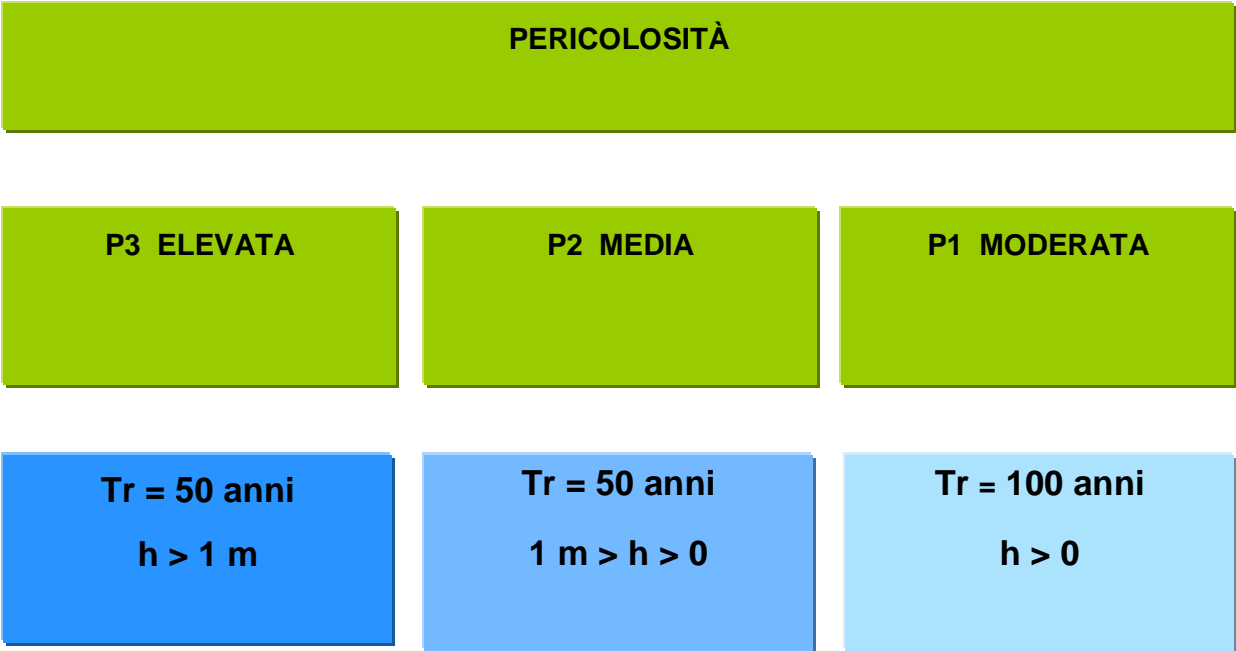 PERICOLOSITÀ
P3 ELEVATA
P2 MEDIA
P1 MODERATA
Tr = 50 anni
h > 1 m
Tr = 50 anni
1 m > h > 0
Tr = 100 anni
h > 0